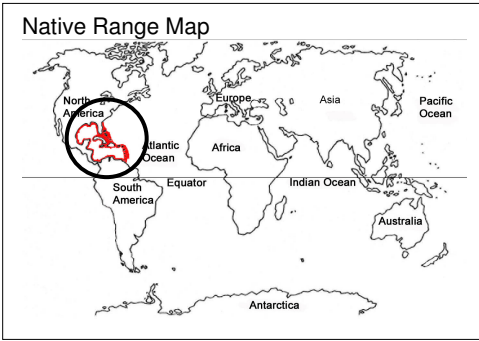 Native Range Map
North
America
Europe
Asia
Pacific
Ocean
Atlantic
Ocean
Africa
South
America
Equator
Indian Ocean
Australia
Antarctica